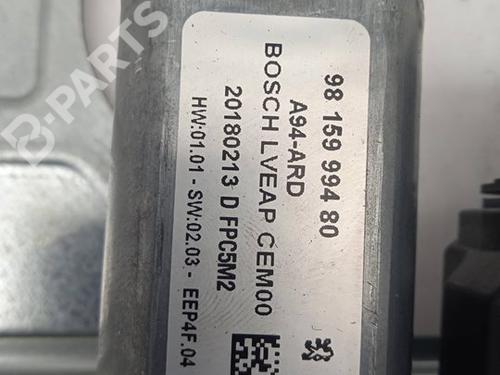 98 159 994 80
A94-ARD
BOSCH LVEAP CEM00
20180213 D FPC5M2
HW:01.01 - SW:02.03 - EEP4F.04
B-PARTS